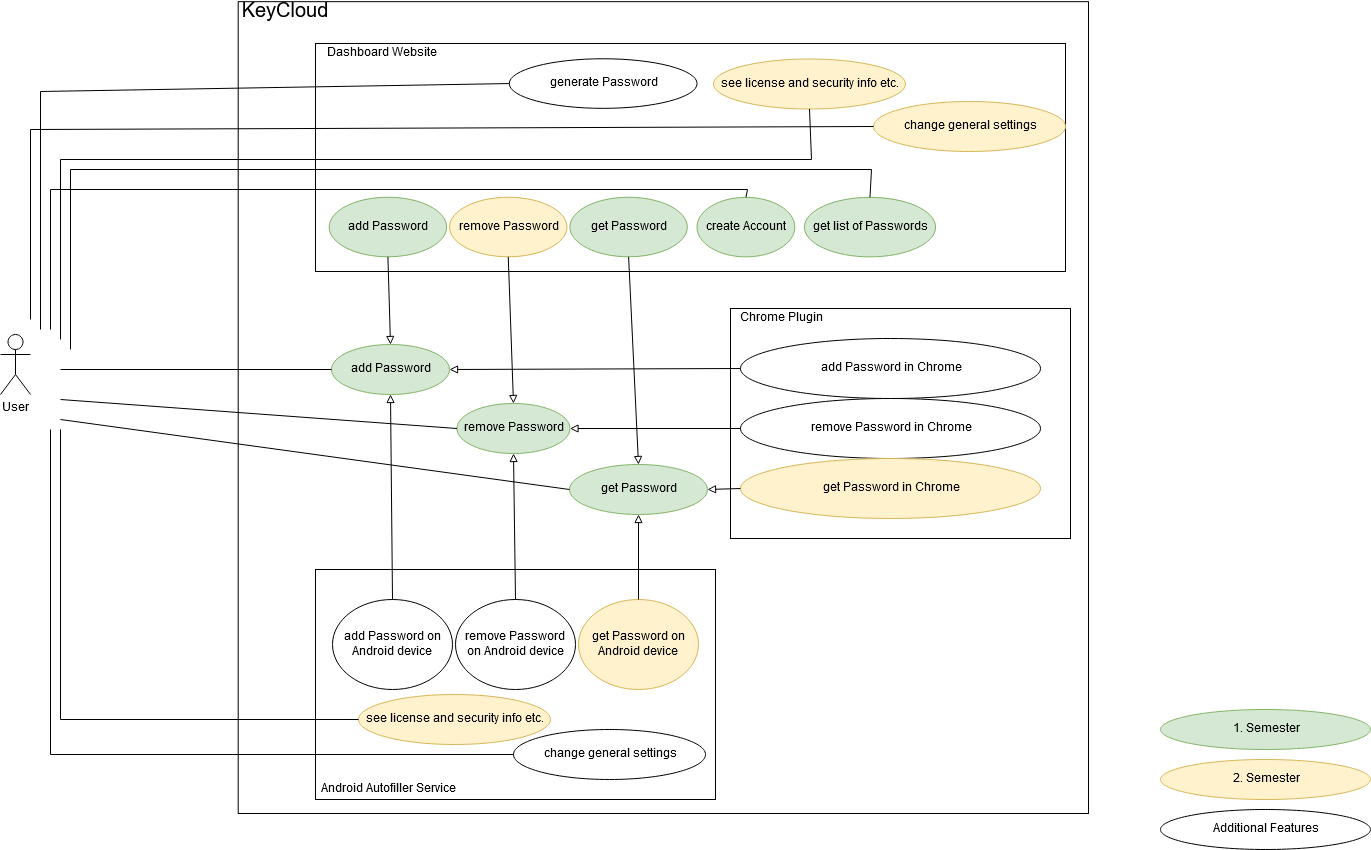 KeyCloud
Dashboard Website
generate Password
see license and security info etc.
change general settings
add Password
remove Password
get Password
create Account
get list of Passwords
Chrome Plugin
add Password in Chrome
remove Password in Chrome
get Password in Chrome
add Password
remove Password
get Password
User
add Password on
Android device
remove Password
on Android device
get Password on
Android device
see license and security info etc.
change general settings
Android Autofiller Service
1. Semester
2. Semester
Additional Features